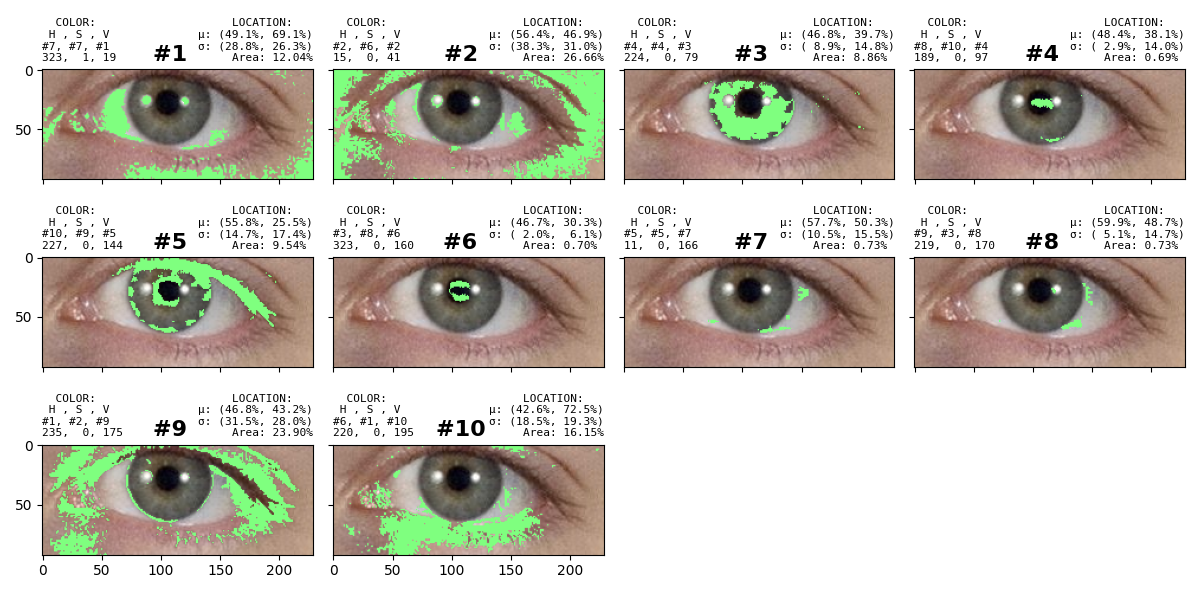 COLOR: LOCATION:
H , S , V μ: (49.1%, 69.1%)
#7, #7, #1 σ: (28.8%, 26.3%)
323, 1, 19 #1 Area: 12.04%
COLOR: LOCATION:
H , S , V μ: (56.4%, 46.9%)
#2, #6, #2 σ: (38.3%, 31.0%)
15, 0, 41 #2 Area: 26.66%
COLOR: LOCATION:
H , S , V μ: (46.8%, 39.7%)
#4, #4, #3 σ: ( 8.9%, 14.8%)
224, 0, 79 #3 Area: 8.86%
COLOR: LOCATION:
H , S , V μ: (48.4%, 38.1%)
#8, #10, #4 σ: ( 2.9%, 14.0%)
189, 0, 97 #4 Area: 0.69%
0
50
COLOR: LOCATION:
H , S , V μ: (55.8%, 25.5%)
#10, #9, #5 σ: (14.7%, 17.4%)
227, 0, 144 #5 Area: 9.54%
COLOR: LOCATION:
H , S , V μ: (46.7%, 30.3%)
#3, #8, #6 σ: ( 2.0%, 6.1%)
323, 0, 160 #6 Area: 0.70%
COLOR: LOCATION:
H , S , V μ: (57.7%, 50.3%)
#5, #5, #7 σ: (10.5%, 15.5%)
11, 0, 166 #7 Area: 0.73%
COLOR: LOCATION:
H , S , V μ: (59.9%, 48.7%)
#9, #3, #8 σ: ( 5.1%, 14.7%)
219, 0, 170 #8 Area: 0.73%
0
50
COLOR: LOCATION:
H , S , V μ: (46.8%, 43.2%)
#1, #2, #9 σ: (31.5%, 28.0%)
235, 0, 175 #9 Area: 23.90%
COLOR: LOCATION:
H , S , V μ: (42.6%, 72.5%)
#6, #1, #10 σ: (18.5%, 19.3%)
220, 0, 195 #10 Area: 16.15%
0
50
0 50 100 150 200
0 50 100 150 200